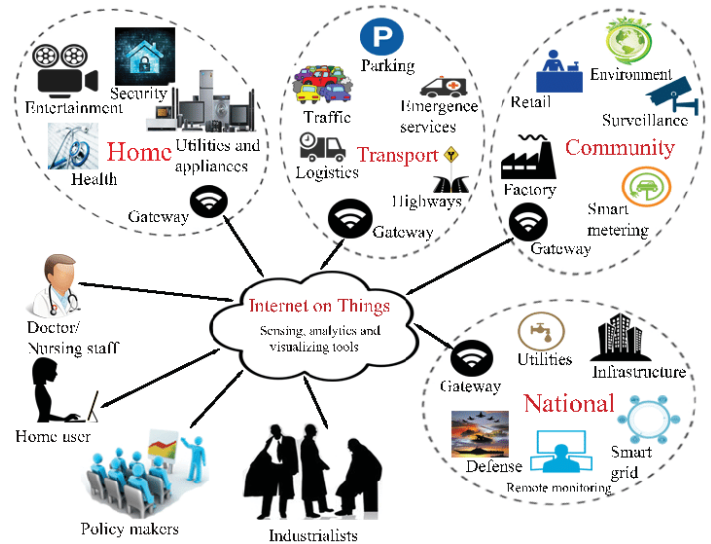 Entertainment
Security
Home
Utilities and
appliances
Health
Gateway
P
Parking
Traffic
Emergence
services
Logistics
Transport
Highways
Gateway
Environment
Retail
Surveillance
Community
Factory
Smart
metering
Gateway
Internet on Things
Sensing, analytics and
visualizing tools
Doctor/
Nursing staff
Home user
Policy makers
Industrialists
Gateway
Utilities
Infrastructure
National
Defense
Remote monitoring
Smart
grid